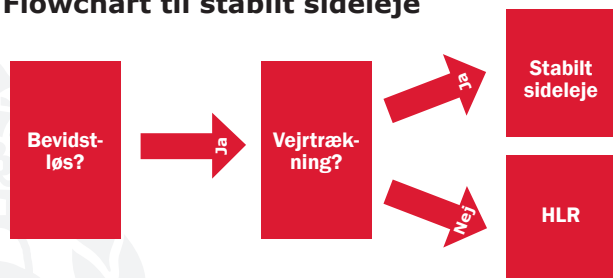 Flowchart til stabilt sideleje
Bevidst-
løs?
Ja
Vejrtræk-
ning?
Ja
Stabilt
sideleje
Nej
HLR